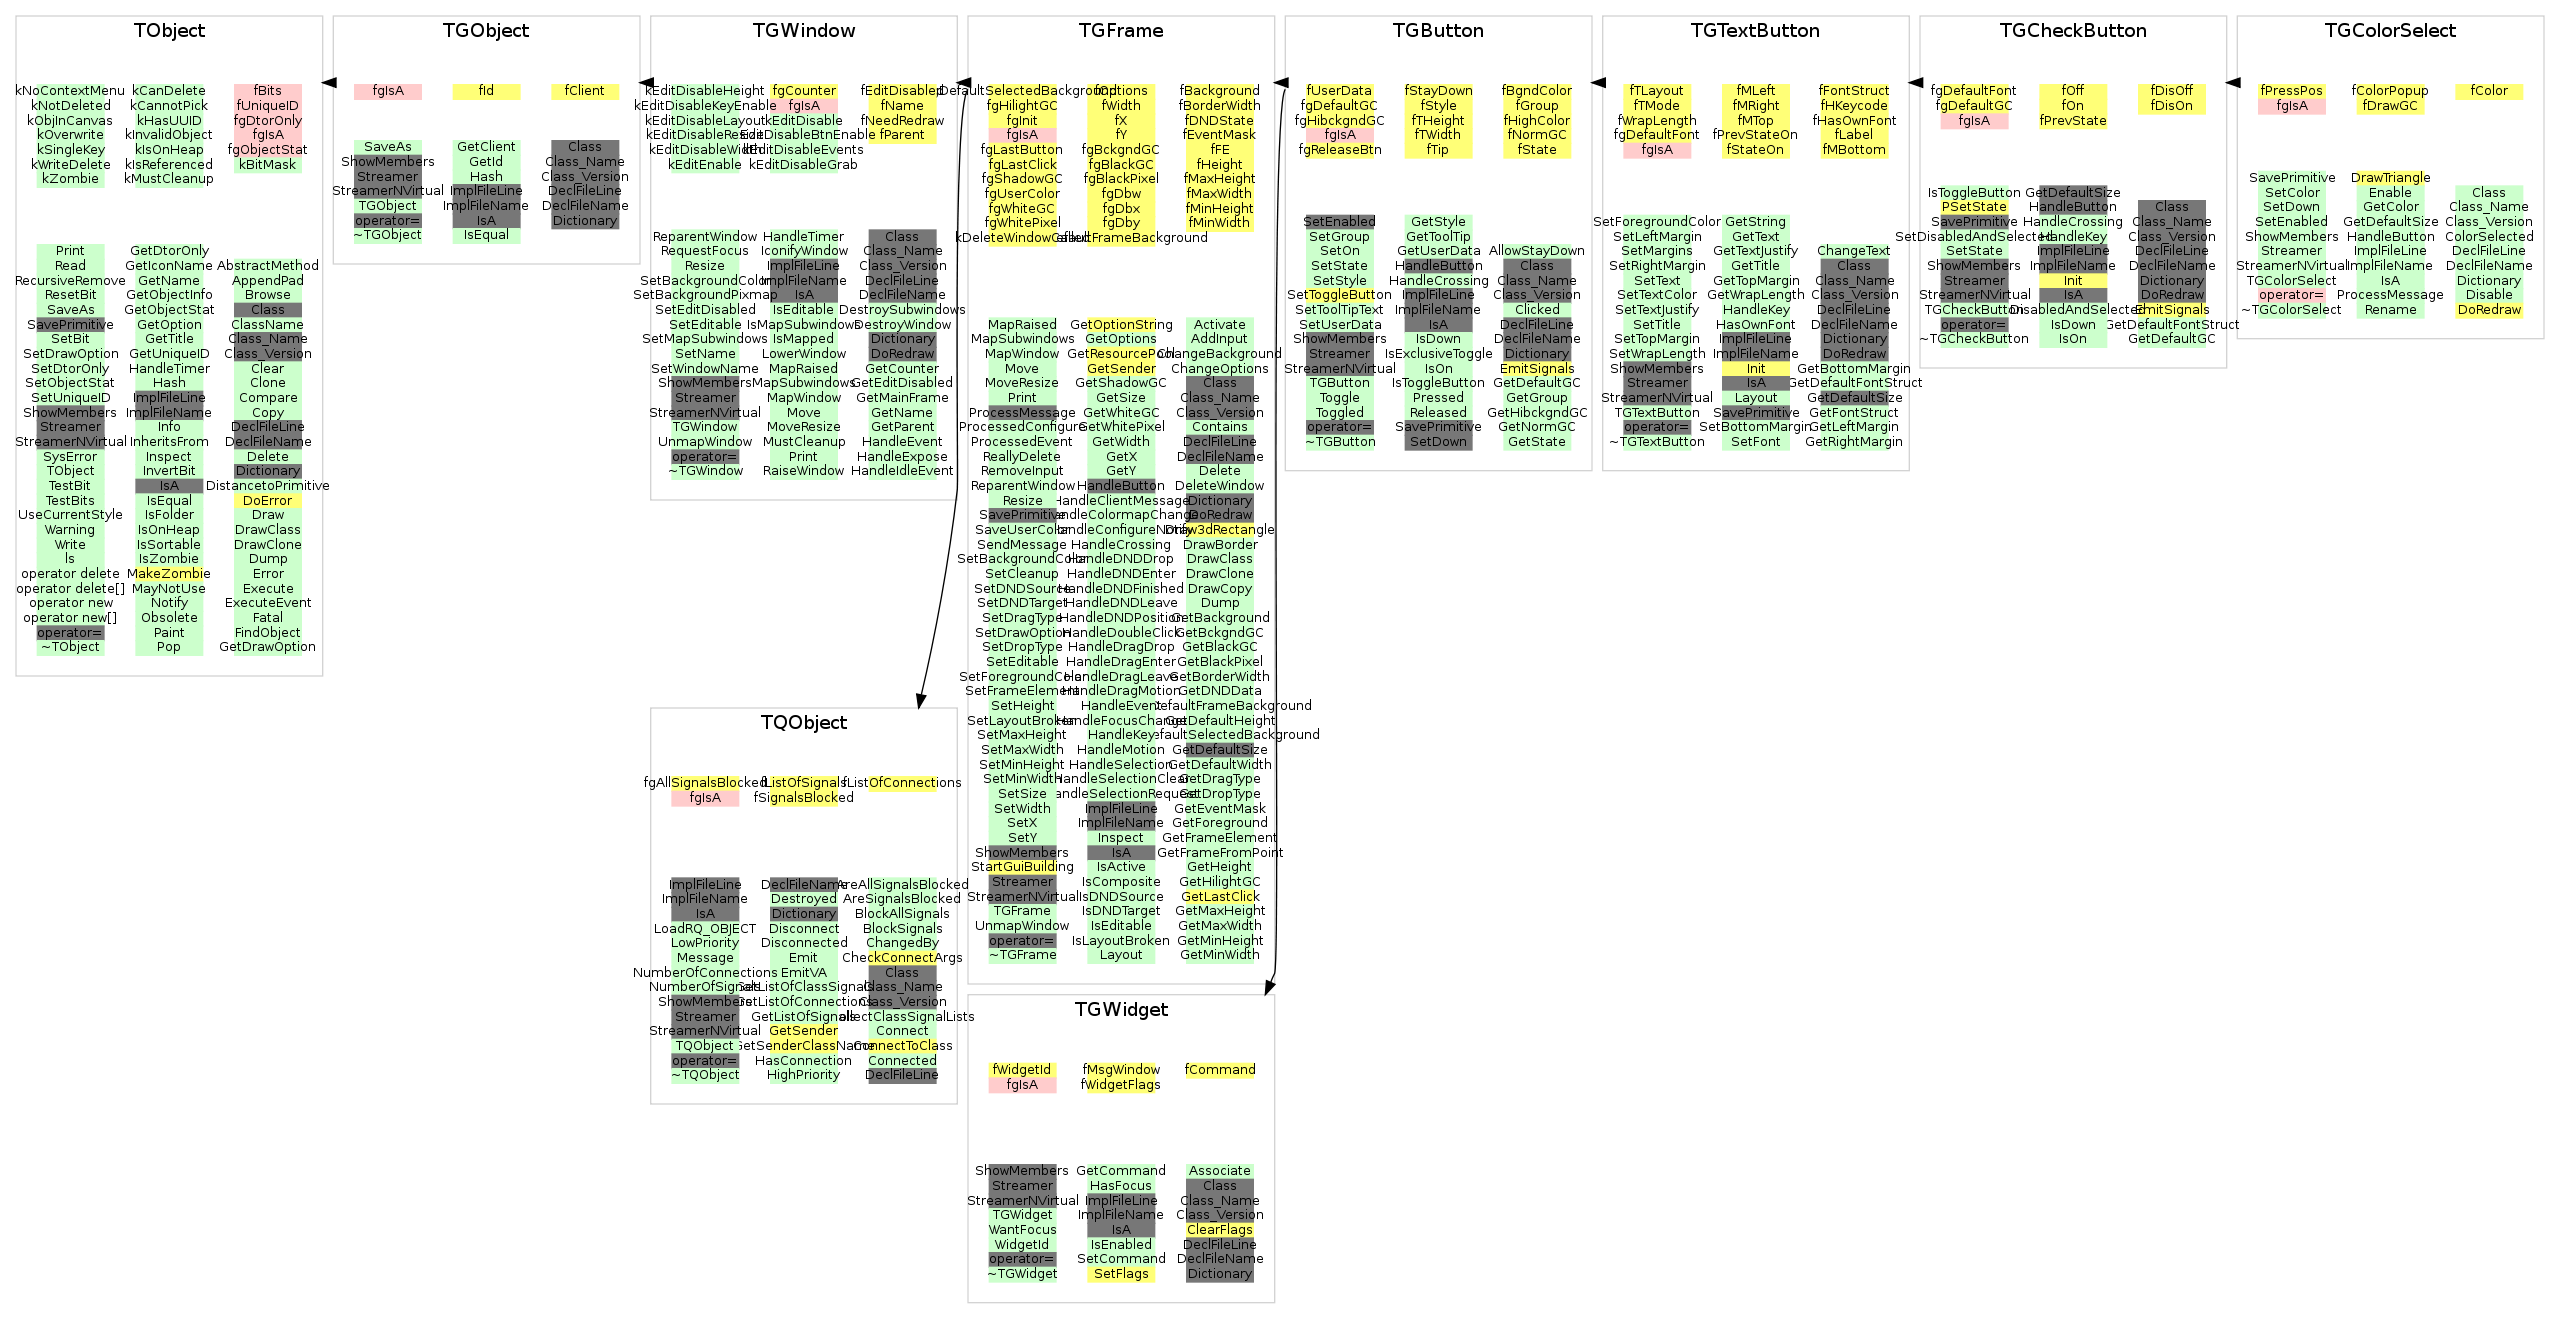 TObject
kNoContextMenu
kNotDeleted
kObjInCanvas
kOverwrite
kSingleKey
kWriteDelete
kZombie
kCanDelete
kCannotPick
kHasUUID
kInvalidObject
kIsOnHeap
kIsReferenced
kMustCleanup
fBits
fUniqueID
fgDtorOnly
fgIsA
fgObjectStat
kBitMask
Print
Read
RecursiveRemove
ResetBit
SaveAs
SavePrimitive
SetBit
SetDrawOption
SetDtorOnly
SetObjectStat
SetUniqueID
ShowMembers
Streamer
StreamerNVirtual
SysError
TObject
TestBit
TestBits
UseCurrentStyle
Warning
Write
ls
operator delete
operator delete[]
operator new
operator new[]
operator=
~TObject
GetDtorOnly
GetIconName
GetName
GetObjectInfo
GetObjectStat
GetOption
GetTitle
GetUniqueID
HandleTimer
Hash
ImplFileLine
ImplFileName
Info
InheritsFrom
Inspect
InvertBit
IsA
IsEqual
IsFolder
IsOnHeap
IsSortable
IsZombie
MakeZombie
MayNotUse
Notify
Obsolete
Paint
Pop
AbstractMethod
AppendPad
Browse
Class
ClassName
Class_Name
Class_Version
Clear
Clone
Compare
Copy
DeclFileLine
DeclFileName
Delete
Dictionary
DistancetoPrimitive
DoError
Draw
DrawClass
DrawClone
Dump
Error
Execute
ExecuteEvent
Fatal
FindObject
GetDrawOption
TGObject
fgIsA
fId
fClient
SaveAs
ShowMembers
Streamer
StreamerNVirtual
TGObject
operator=
~TGObject
GetClient
GetId
Hash
ImplFileLine
ImplFileName
IsA
IsEqual
Class
Class_Name
Class_Version
DeclFileLine
DeclFileName
Dictionary
TGWindow
kEditDisableHeight
kEditDisableKeyEnable
kEditDisableLayout
kEditDisableResize
kEditDisableWidth
kEditEnable
fgCounter
fgIsA
kEditDisable
kEditDisableBtnEnable
kEditDisableEvents
kEditDisableGrab
fEditDisabled
fName
fNeedRedraw
fParent
ReparentWindow
RequestFocus
Resize
SetBackgroundColor
SetBackgroundPixmap
SetEditDisabled
SetEditable
SetMapSubwindows
SetName
SetWindowName
ShowMembers
Streamer
StreamerNVirtual
TGWindow
UnmapWindow
operator=
~TGWindow
HandleTimer
IconifyWindow
ImplFileLine
ImplFileName
IsA
IsEditable
IsMapSubwindows
IsMapped
LowerWindow
MapRaised
MapSubwindows
MapWindow
Move
MoveResize
MustCleanup
Print
RaiseWindow
Class
Class_Name
Class_Version
DeclFileLine
DeclFileName
DestroySubwindows
DestroyWindow
Dictionary
DoRedraw
GetCounter
GetEditDisabled
GetMainFrame
GetName
GetParent
HandleEvent
HandleExpose
HandleIdleEvent
TQObject
fgAllSignalsBlocked
fgIsA
fListOfSignals
fSignalsBlocked
fListOfConnections
ImplFileLine
ImplFileName
IsA
LoadRQ_OBJECT
LowPriority
Message
NumberOfConnections
NumberOfSignals
ShowMembers
Streamer
StreamerNVirtual
TQObject
operator=
~TQObject
DeclFileName
Destroyed
Dictionary
Disconnect
Disconnected
Emit
EmitVA
GetListOfClassSignals
GetListOfConnections
GetListOfSignals
GetSender
GetSenderClassName
HasConnection
HighPriority
AreAllSignalsBlocked
AreSignalsBlocked
BlockAllSignals
BlockSignals
ChangedBy
CheckConnectArgs
Class
Class_Name
Class_Version
ollectClassSignalLists
Connect
ConnectToClass
Connected
DeclFileLine
TGFrame
fgHilightGC
fgInit
fgIsA
fgLastButton
fgLastClick
fgShadowGC
fgUserColor
fgWhiteGC
fgWhitePixel
fOptions
fWidth
fX
fY
fgBckgndGC
fgBlackGC
fgBlackPixel
fgDbw
fgDbx
fgDby
fBackground
fBorderWidth
fDNDState
fEventMask
fFE
fHeight
fMaxHeight
fMaxWidth
fMinHeight
fMinWidth
MapRaised
MapSubwindows
MapWindow
Move
MoveResize
Print
ProcessMessage
ProcessedConfigure
ProcessedEvent
ReallyDelete
RemoveInput
ReparentWindow
Resize
SavePrimitive
SaveUserColor
SendMessage
SetBackgroundColor
SetCleanup
SetDNDSource
SetDNDTarget
SetDragType
SetDrawOption
SetDropType
SetEditable
SetForegroundColor
SetFrameElement
SetHeight
SetLayoutBroken
SetMaxHeight
SetMaxWidth
SetMinHeight
SetMinWidth
SetSize
SetWidth
SetX
SetY
ShowMembers
StartGuiBuilding
Streamer
StreamerNVirtual
TGFrame
UnmapWindow
operator=
~TGFrame
GetOptionString
GetOptions
GetResourcePool
GetSender
GetShadowGC
GetSize
GetWhiteGC
GetWhitePixel
GetWidth
GetX
GetY
HandleButton
HandleClientMessage
HandleColormapChange
HandleConfigureNotify
HandleCrossing
HandleDNDDrop
HandleDNDEnter
HandleDNDFinished
HandleDNDLeave
HandleDNDPosition
HandleDoubleClick
HandleDragDrop
HandleDragEnter
HandleDragLeave
HandleDragMotion
HandleEvent
HandleFocusChange
HandleKey
HandleMotion
HandleSelection
HandleSelectionClear
HandleSelectionRequest
ImplFileLine
ImplFileName
Inspect
IsA
IsActive
IsComposite
IsDNDSource
IsDNDTarget
IsEditable
IsLayoutBroken
Layout
Activate
AddInput
ChangeBackground
ChangeOptions
Class
Class_Name
Class_Version
Contains
DeclFileLine
DeclFileName
Delete
DeleteWindow
Dictionary
DoRedraw
Draw3dRectangle
DrawBorder
DrawClass
DrawClone
DrawCopy
Dump
GetBackground
GetBckgndGC
GetBlackGC
GetBlackPixel
GetBorderWidth
GetDNDData
efaultFrameBackground
GetDefaultHeight
efaultSelectedBackground
GetDefaultSize
GetDefaultWidth
GetDragType
GetDropType
GetEventMask
GetForeground
GetFrameElement
GetFrameFromPoint
GetHeight
GetHilightGC
GetLastClick
GetMaxHeight
GetMaxWidth
GetMinHeight
GetMinWidth
TGWidget
fWidgetId
fgIsA
fMsgWindow
fWidgetFlags
fCommand
ShowMembers
Streamer
StreamerNVirtual
TGWidget
WantFocus
WidgetId
operator=
~TGWidget
GetCommand
HasFocus
ImplFileLine
ImplFileName
IsA
IsEnabled
SetCommand
SetFlags
Associate
Class
Class_Name
Class_Version
ClearFlags
DeclFileLine
DeclFileName
Dictionary
TGButton
fUserData
fgDefaultGC
fgHibckgndGC
fgIsA
fgReleaseBtn
fStayDown
fStyle
fTHeight
fTWidth
fTip
fBgndColor
fGroup
fHighColor
fNormGC
fState
SetEnabled
SetGroup
SetOn
SetState
SetStyle
SetToggleButton
SetToolTipText
SetUserData
ShowMembers
Streamer
StreamerNVirtual
TGButton
Toggle
Toggled
operator=
~TGButton
GetStyle
GetToolTip
GetUserData
HandleButton
HandleCrossing
ImplFileLine
ImplFileName
IsA
IsDown
IsExclusiveToggle
IsOn
IsToggleButton
Pressed
Released
SavePrimitive
SetDown
AllowStayDown
Class
Class_Name
Class_Version
Clicked
DeclFileLine
DeclFileName
Dictionary
EmitSignals
GetDefaultGC
GetGroup
GetHibckgndGC
GetNormGC
GetState
TGTextButton
fTLayout
fTMode
fWrapLength
fgDefaultFont
fgIsA
fMLeft
fMRight
fMTop
fPrevStateOn
fStateOn
fFontStruct
fHKeycode
fHasOwnFont
fLabel
fMBottom
SetForegroundColor
SetLeftMargin
SetMargins
SetRightMargin
SetText
SetTextColor
SetTextJustify
SetTitle
SetTopMargin
SetWrapLength
ShowMembers
Streamer
StreamerNVirtual
TGTextButton
operator=
~TGTextButton
GetString
GetText
GetTextJustify
GetTitle
GetTopMargin
GetWrapLength
HandleKey
HasOwnFont
ImplFileLine
ImplFileName
Init
IsA
Layout
SavePrimitive
SetBottomMargin
SetFont
ChangeText
Class
Class_Name
Class_Version
DeclFileLine
DeclFileName
Dictionary
DoRedraw
GetBottomMargin
GetDefaultFontStruct
GetDefaultSize
GetFontStruct
GetLeftMargin
GetRightMargin
TGCheckButton
fgDefaultFont
fgDefaultGC
fgIsA
fOff
fOn
fPrevState
fDisOff
fDisOn
IsToggleButton
PSetState
SavePrimitive
SetDisabledAndSelected
SetState
ShowMembers
Streamer
StreamerNVirtual
TGCheckButton
operator=
~TGCheckButton
GetDefaultSize
HandleButton
HandleCrossing
HandleKey
ImplFileLine
ImplFileName
Init
IsA
DisabledAndSelected
IsDown
IsOn
Class
Class_Name
Class_Version
DeclFileLine
DeclFileName
Dictionary
DoRedraw
EmitSignals
GetDefaultFontStruct
GetDefaultGC
TGColorSelect
fPressPos
fgIsA
fColorPopup
fDrawGC
fColor
SavePrimitive
SetColor
SetDown
SetEnabled
ShowMembers
Streamer
StreamerNVirtual
TGColorSelect
operator=
~TGColorSelect
DrawTriangle
Enable
GetColor
GetDefaultSize
HandleButton
ImplFileLine
ImplFileName
IsA
ProcessMessage
Rename
Class
Class_Name
Class_Version
ColorSelected
DeclFileLine
DeclFileName
Dictionary
Disable
DoRedraw